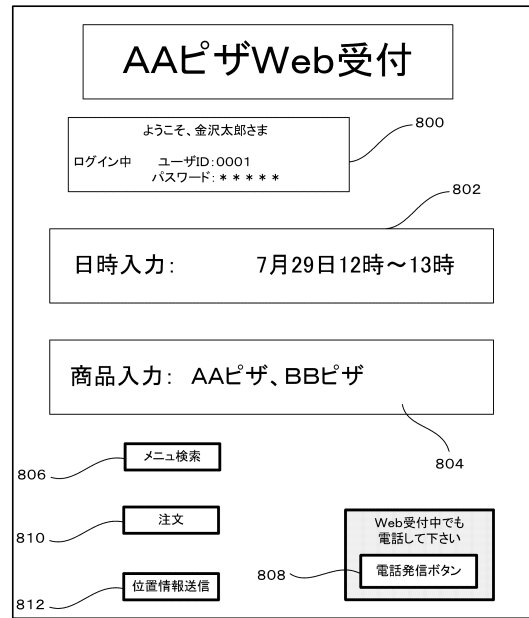 AAピザWeb受付
ようこそ、金沢太郎さま
800
ログイン中 ユーザID:0001
パスワード:*****
802
日時入力: 7月29日12時~13時
商品入力: AAピザ、BBピザ
804
メニュー検索
806
注文
810
Web受付中でも
電話して下さい
808
電話発信ボタン
位置情報送信
812